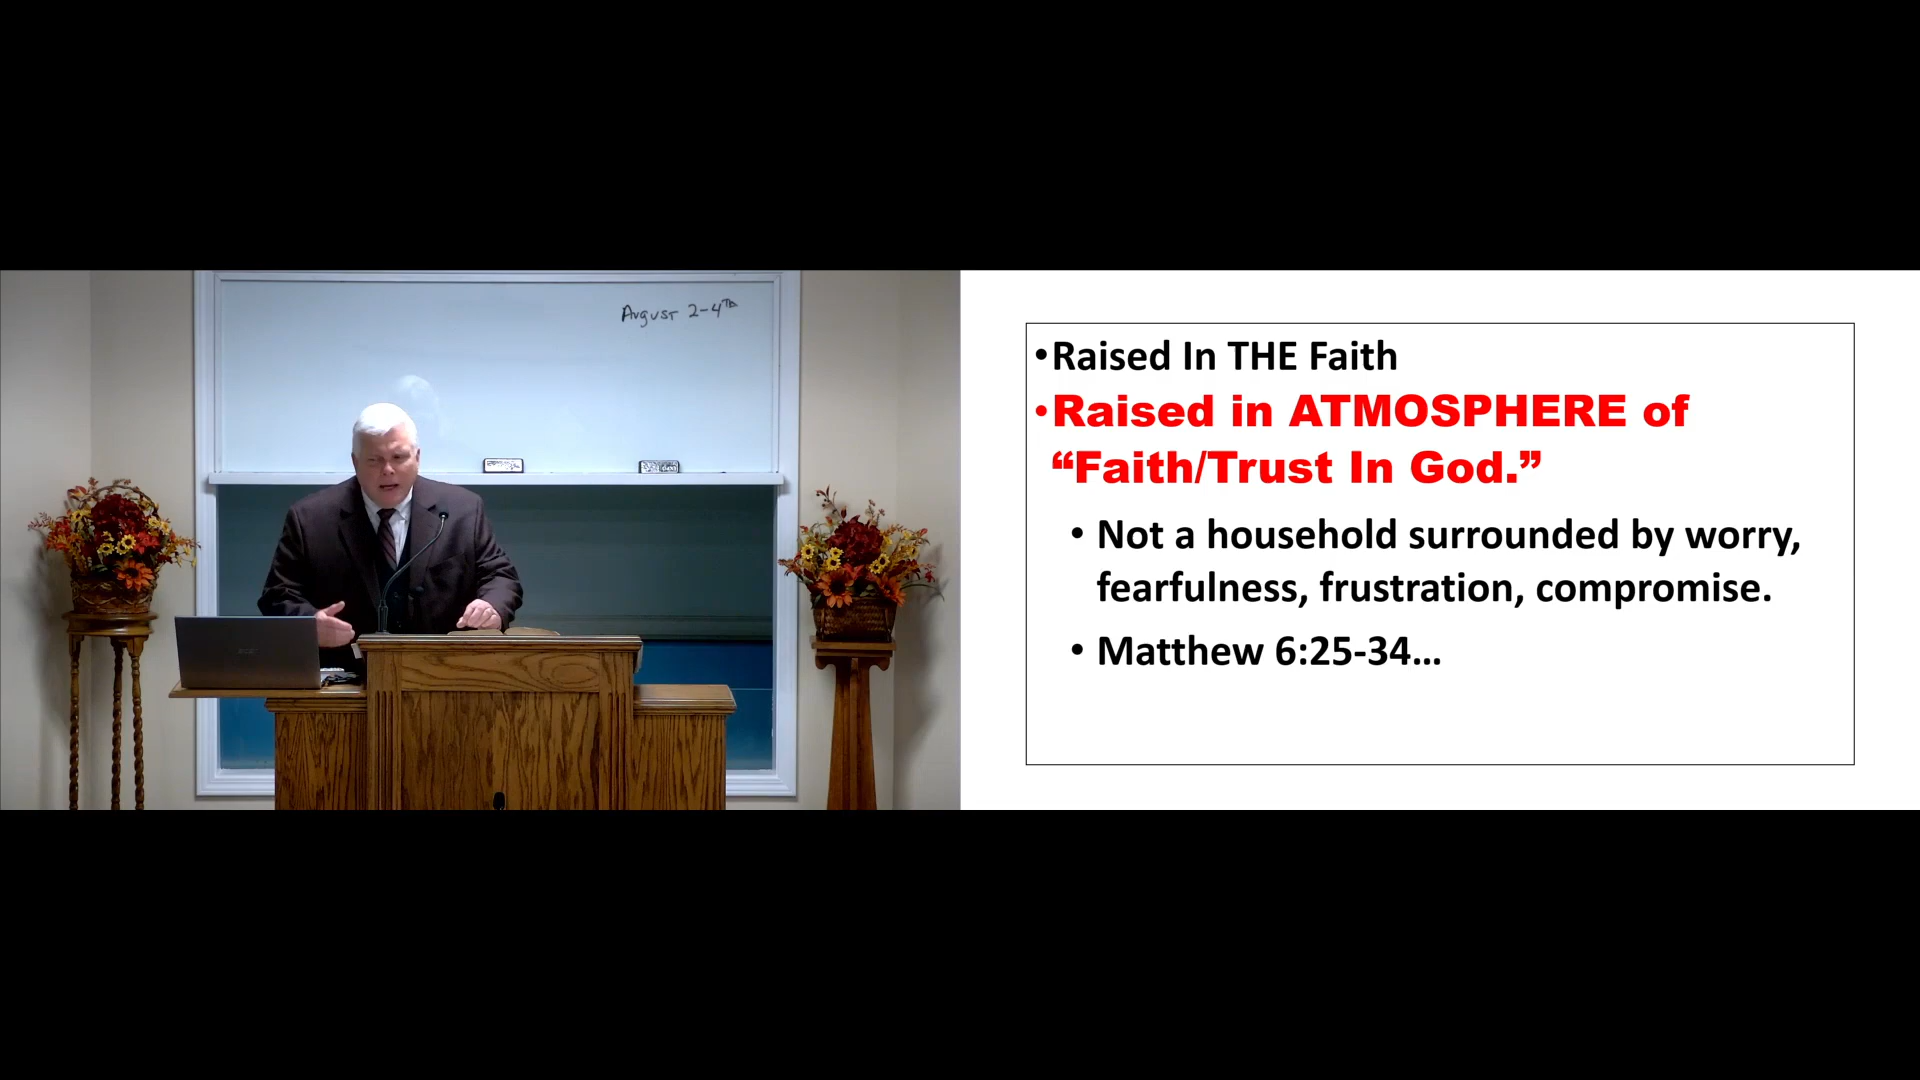 August 2-4th
acer
•Raised In THE Faith
•Raised in ATMOSPHERE of
“Faith/Trust In God.”
• Not a household surrounded by worry,
fearfulness, frustration, compromise.
• Matthew 6:25-34…